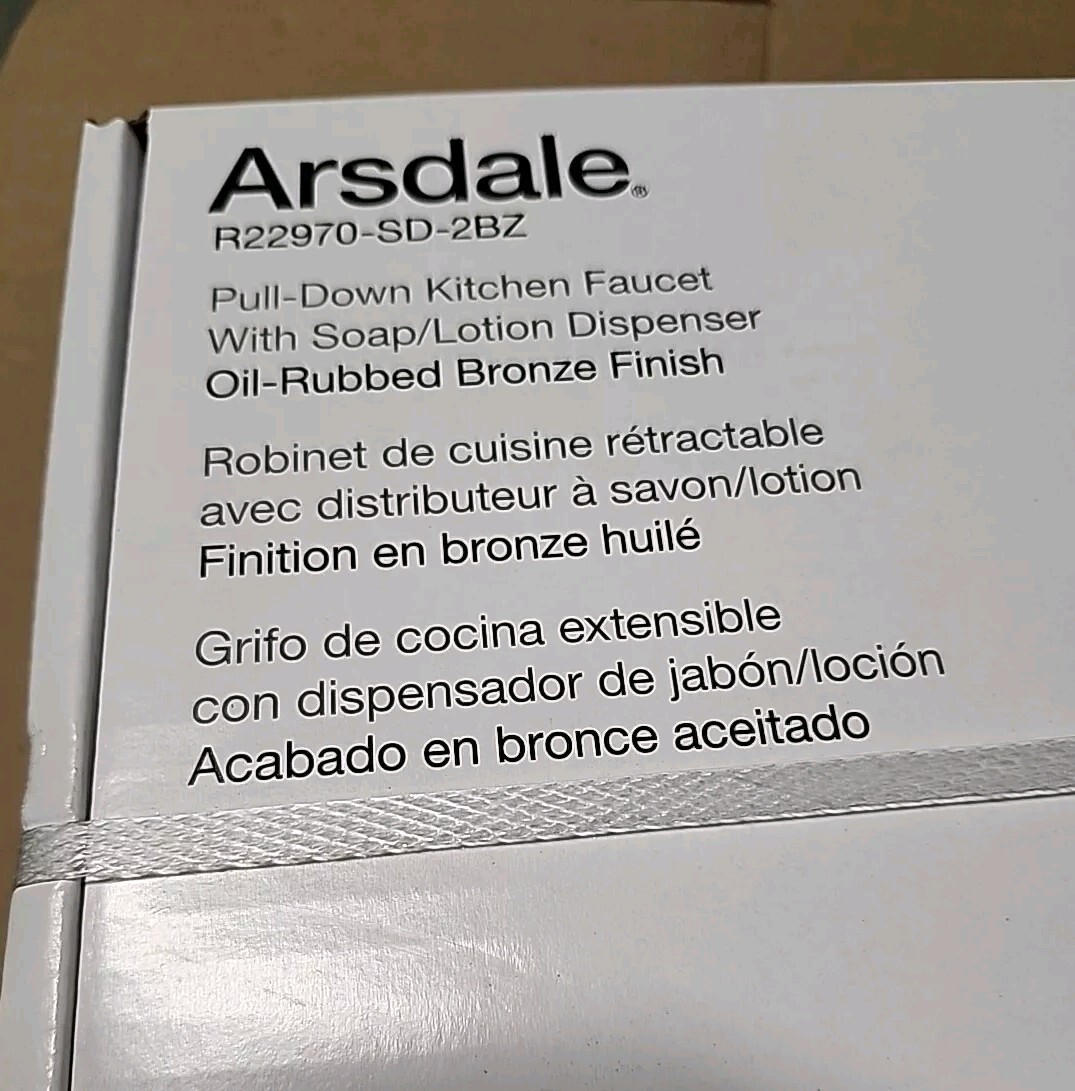 Arsdale®
R22970-SD-2BZ
Pull-Down Kitchen Faucet
With Soap/Lotion Dispenser
Oil-Rubbed Bronze Finish
Robinet de cuisine rétractable
avec distributeur à savon/lotion
Finition en bronze huilé
Grifo de cocina extensible
con dispensador de jabón/loción
Acabado en bronce aceitado